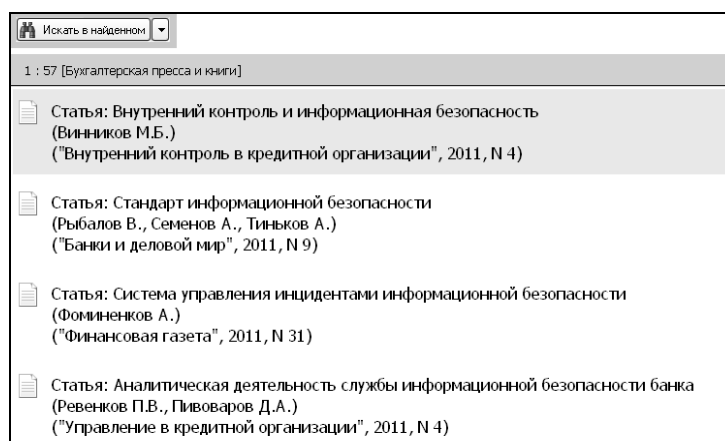 Искать в найденном
1 : 57 [Бухгалтерская пресса и книги]
Статья: Внутренний контроль и информационная безопасность
(Винников М.Б.)
("Внутренний контроль в кредитной организации", 2011, N 4)
Статья: Стандарт информационной безопасности
(Рыбалов В., Семенов А., Тиньков А.)
("Банки и деловой мир", 2011, N 9)
Статья: Система управления инцидентами информационной безопасности
(Фоминенков А.)
("Финансовая газета", 2011, N 31)
Статья: Аналитическая деятельность службы информационной безопасности банка
(Ревенков П.В., Пивоваров Д.А.)
("Управление в кредитной организации", 2011, N 4)